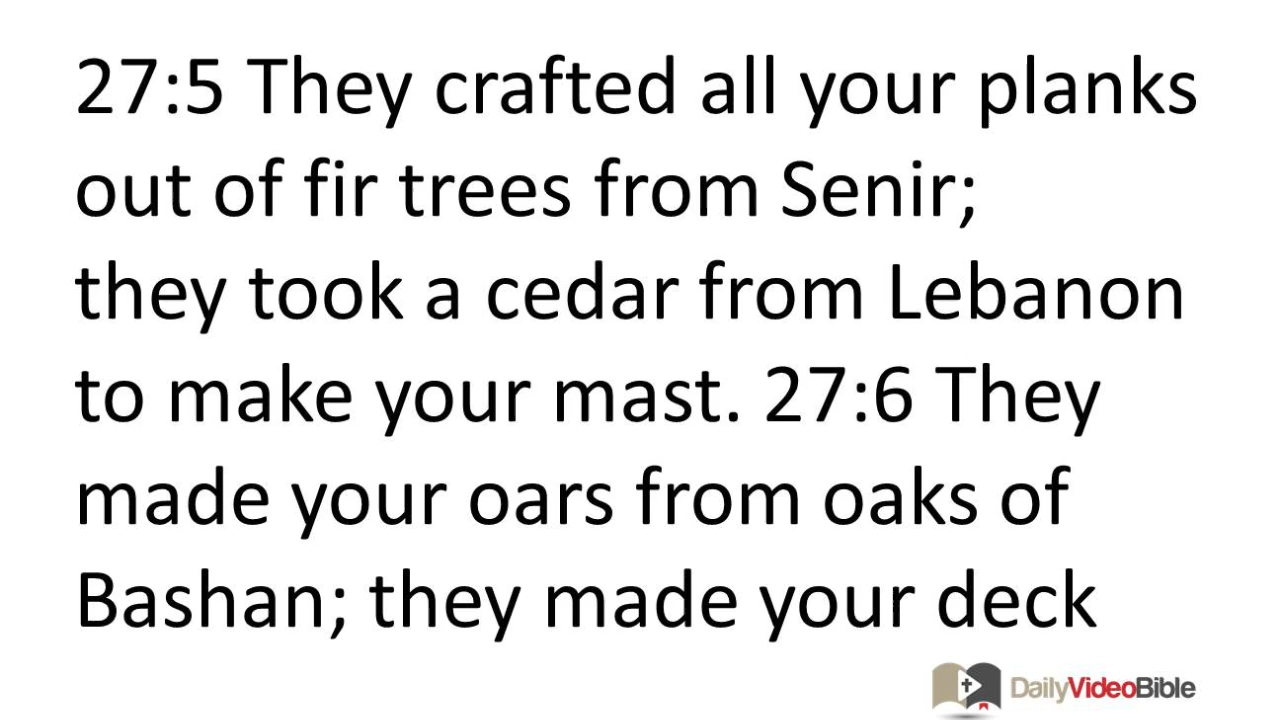 27:5 They crafted all your planks
out of fir trees from Senir;
they took a cedar from Lebanon
to make your mast. 27:6 They
made your oars from oaks of
Bashan; they made your deck
DailyVideoBible